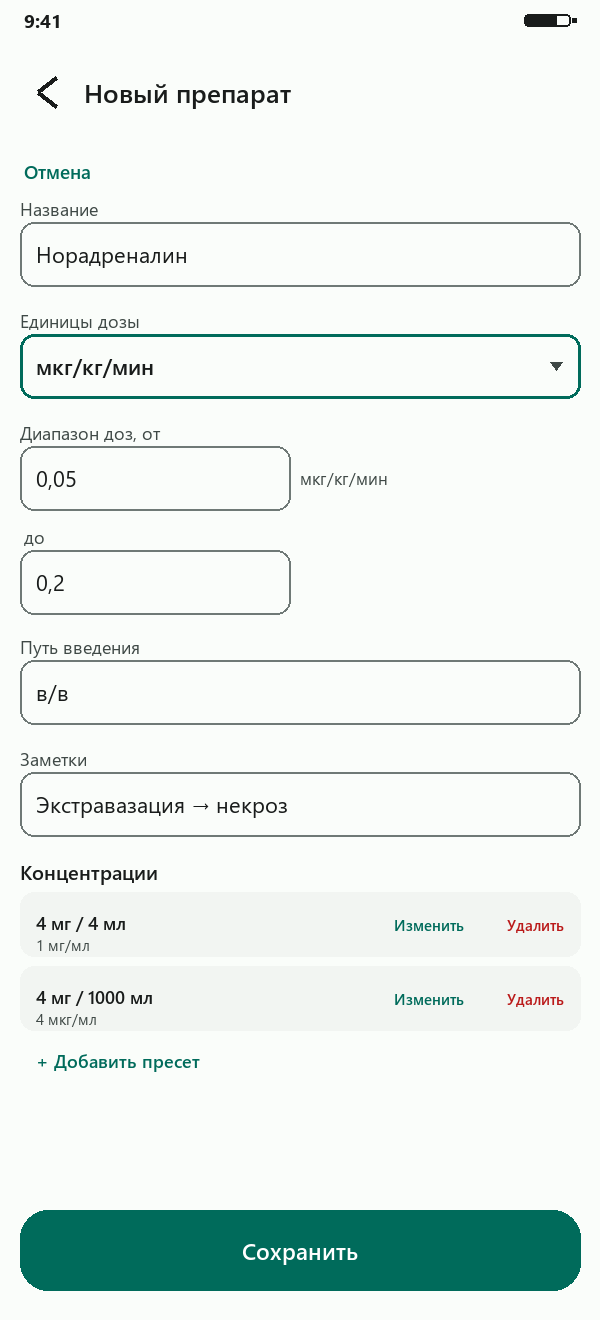 9:41
Новый препарат
Отмена
Название
Норадреналин
Единицы дозы
мкг/кг/мин
Диапазон доз, от
0,05 мкг/кг/мин
до
0,2
Путь введения
в/в
Заметки
Экстравазация → некроз
Концентрации
4 мг / 4 мл Изменить Удалить
1 мг/мл
4 мг / 1000 мл Изменить Удалить
4 мкг/мл
+ Добавить пресет
Сохранить